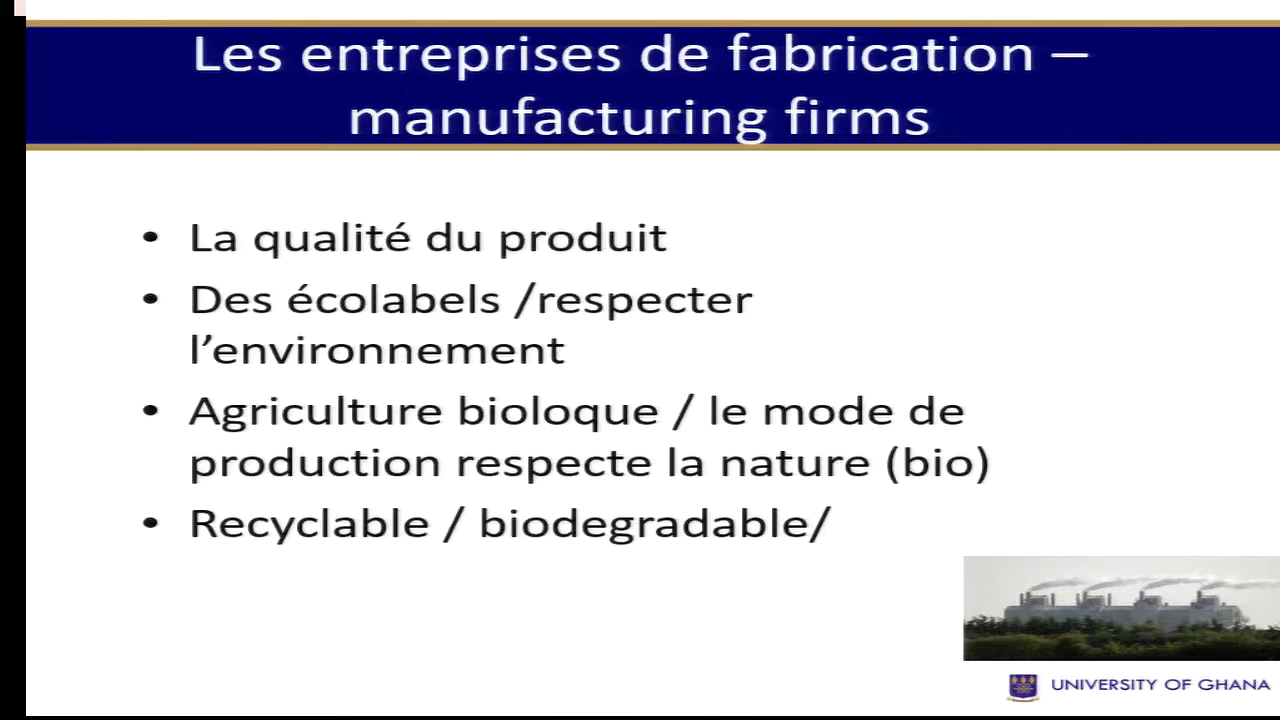 Les entreprises de fabrication –
manufacturing firms
• La qualité du produit
• Des écolabels /respecter
l’environnement
• Agriculture bioloque / le mode de
production respecte la nature (bio)
• Recyclable / biodegradable/
UNIVERSITY OF GHANA